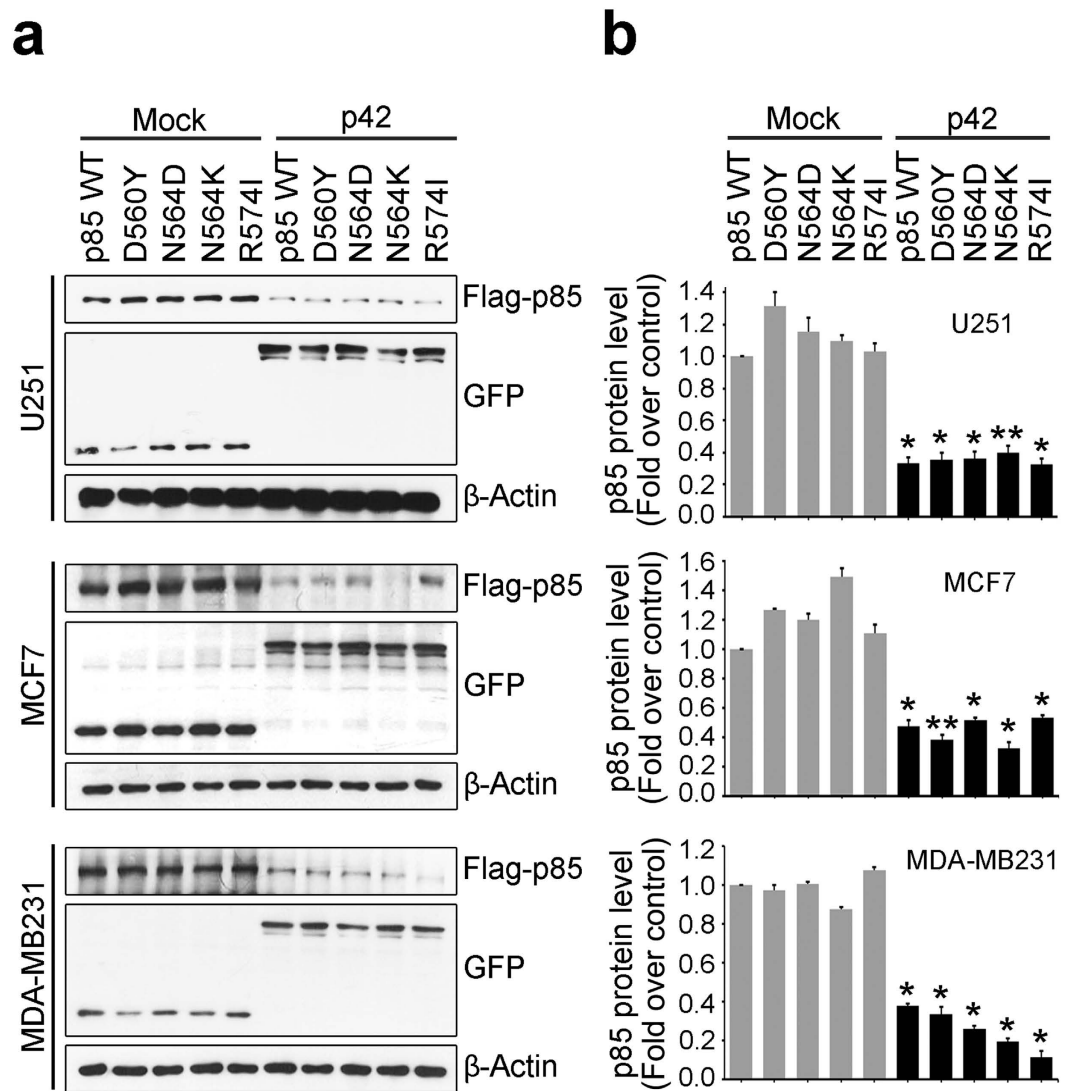 a
b
Mock
p42
p85 WT
D560Y
N564D
N564K
R574I
p85 WT
D560Y
N564D
N564K
R574I
U251
Flag-p85
GFP
β-Actin
MCF7
Flag-p85
GFP
β-Actin
MDA-MB231
Flag-p85
GFP
β-Actin
Mock
p42
p85 WT
D560Y
N564D
N564K
R574I
p85 WT
D560Y
N564D
N564K
R574I
p85 protein level
(Fold over control)
1.4
1.2
1.0
0.8
0.6
0.4
0.2
0.0
U251
* * * ** *
p85 protein level
(Fold over control)
1.6
1.4
1.2
1.0
0.8
0.6
0.4
0.2
0.0
MCF7
* ** * * *
p85 protein level
(Fold over control)
1.2
1.0
0.8
0.6
0.4
0.2
0.0
MDA-MB231
* * * * *